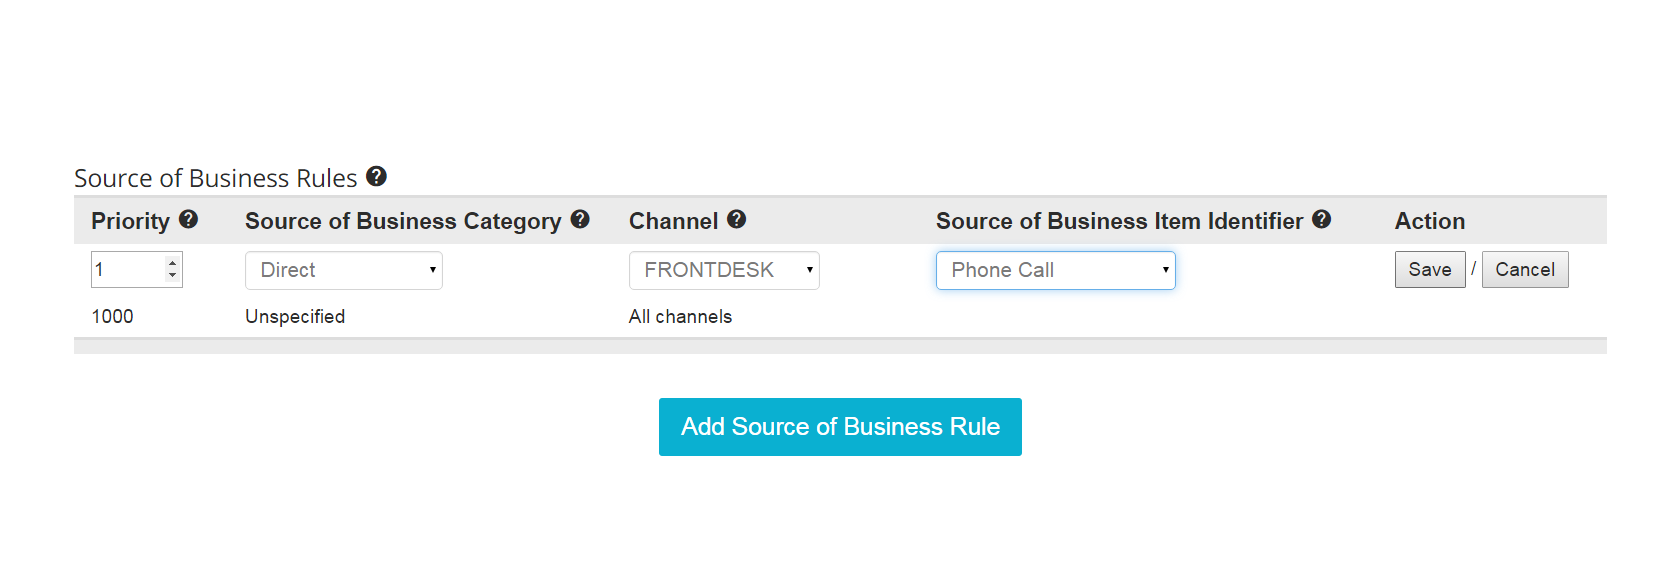 Source of Business Rules
Priority Source of Business Category Channel Source of Business Item Identifier Action
1 Direct FRONTDESK Phone Call Save / Cancel
1000 Unspecified All channels
Add Source of Business Rule